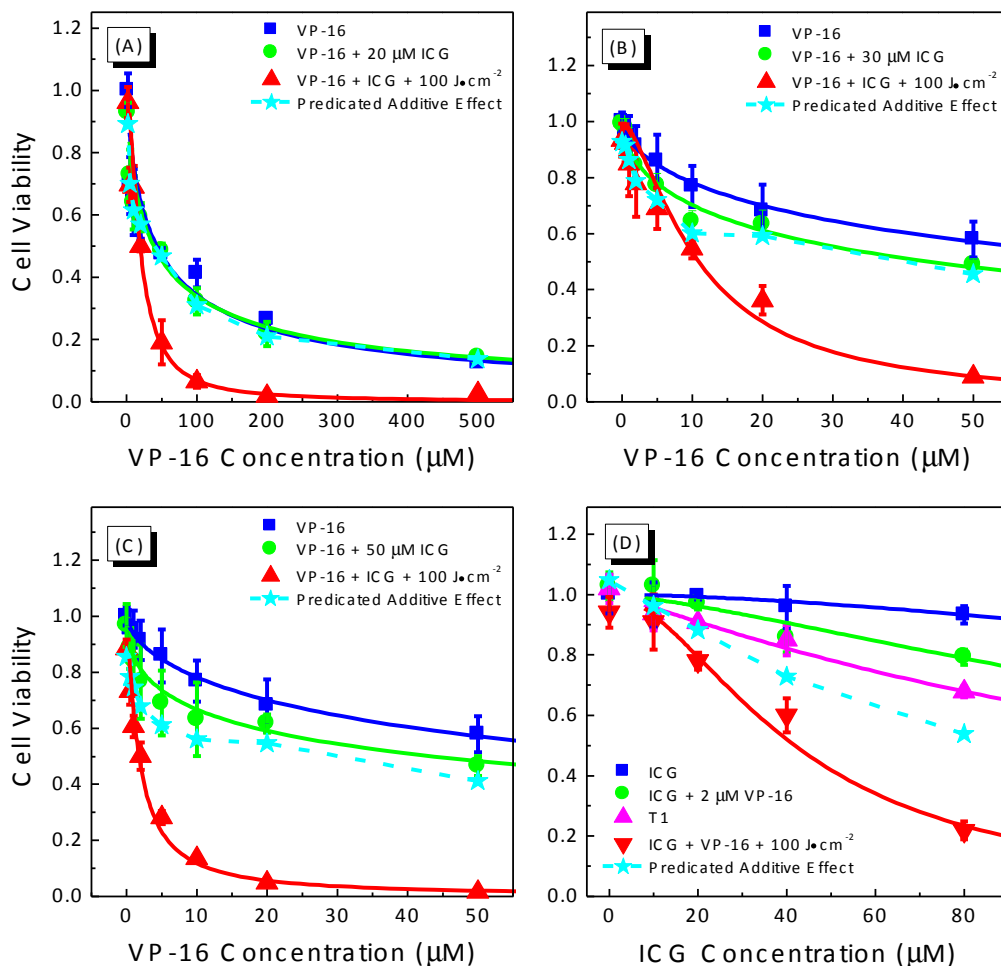 (A)
VP-16
VP-16 + 20 µM ICG
VP-16 + ICG + 100 J•cm-2
Predicated Additive Effect
1.2
1.0
0.8
0.6
0.4
0.2
0.0
Cell Viability
0 100 200 300 400 500
VP-16 Concentration (µM)
(B)
VP-16
VP-16 + 30 µM ICG
VP-16 + ICG + 100 J•cm-2
Predicated Additive Effect
1.2
1.0
0.8
0.6
0.4
0.2
0.0
0 10 20 30 40 50
VP-16 Concentration (µM)
(C)
VP-16
VP-16 + 50 µM ICG
VP-16 + ICG + 100 J•cm-2
Predicated Additive Effect
1.2
1.0
0.8
0.6
0.4
0.2
0.0
Cell Viability
0 10 20 30 40 50
VP-16 Concentration (µM)
(D)
1.2
1.0
0.8
0.6
0.4
0.2
0.0
ICG
ICG + 2 µM VP-16
T1
ICG + VP-16 + 100 J•cm-2
Predicated Additive Effect
0 20 40 60 80
ICG Concentration (µM)